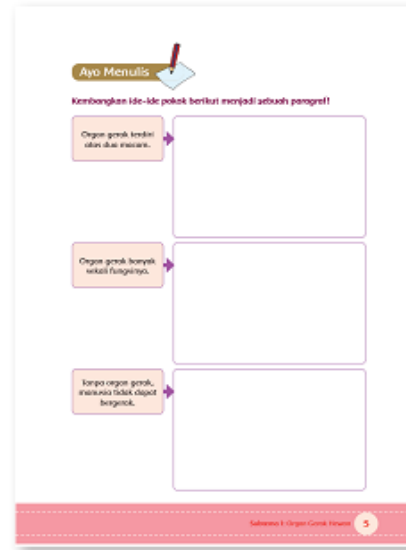 Ayo Menulis
Kembangkan ide-ide pokok berikut menjadi sebuah paragraf!
Organ gerak terdiri
atas dua macam.
Organ gerak banyak
sekali fungsinya.
Tanpa organ gerak,
manusia tidak dapat
bergerak.
Subtema 1: Organ Gerak Hewan
5